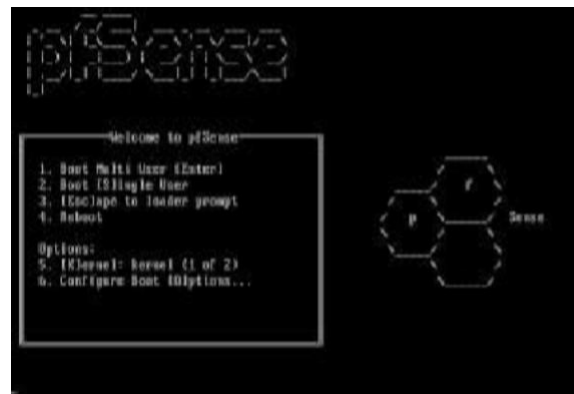 pfSense
Welcome to pfSense
1. Boot Multi User [Enter]
2. Boot [S]ingle User
3. [Esc]ape to loader prompt
4. Reboot
Options:
5. [K]ernel: kernel (1 of 2)
6. Configure Boot [O]ptions...
f
p
Sense